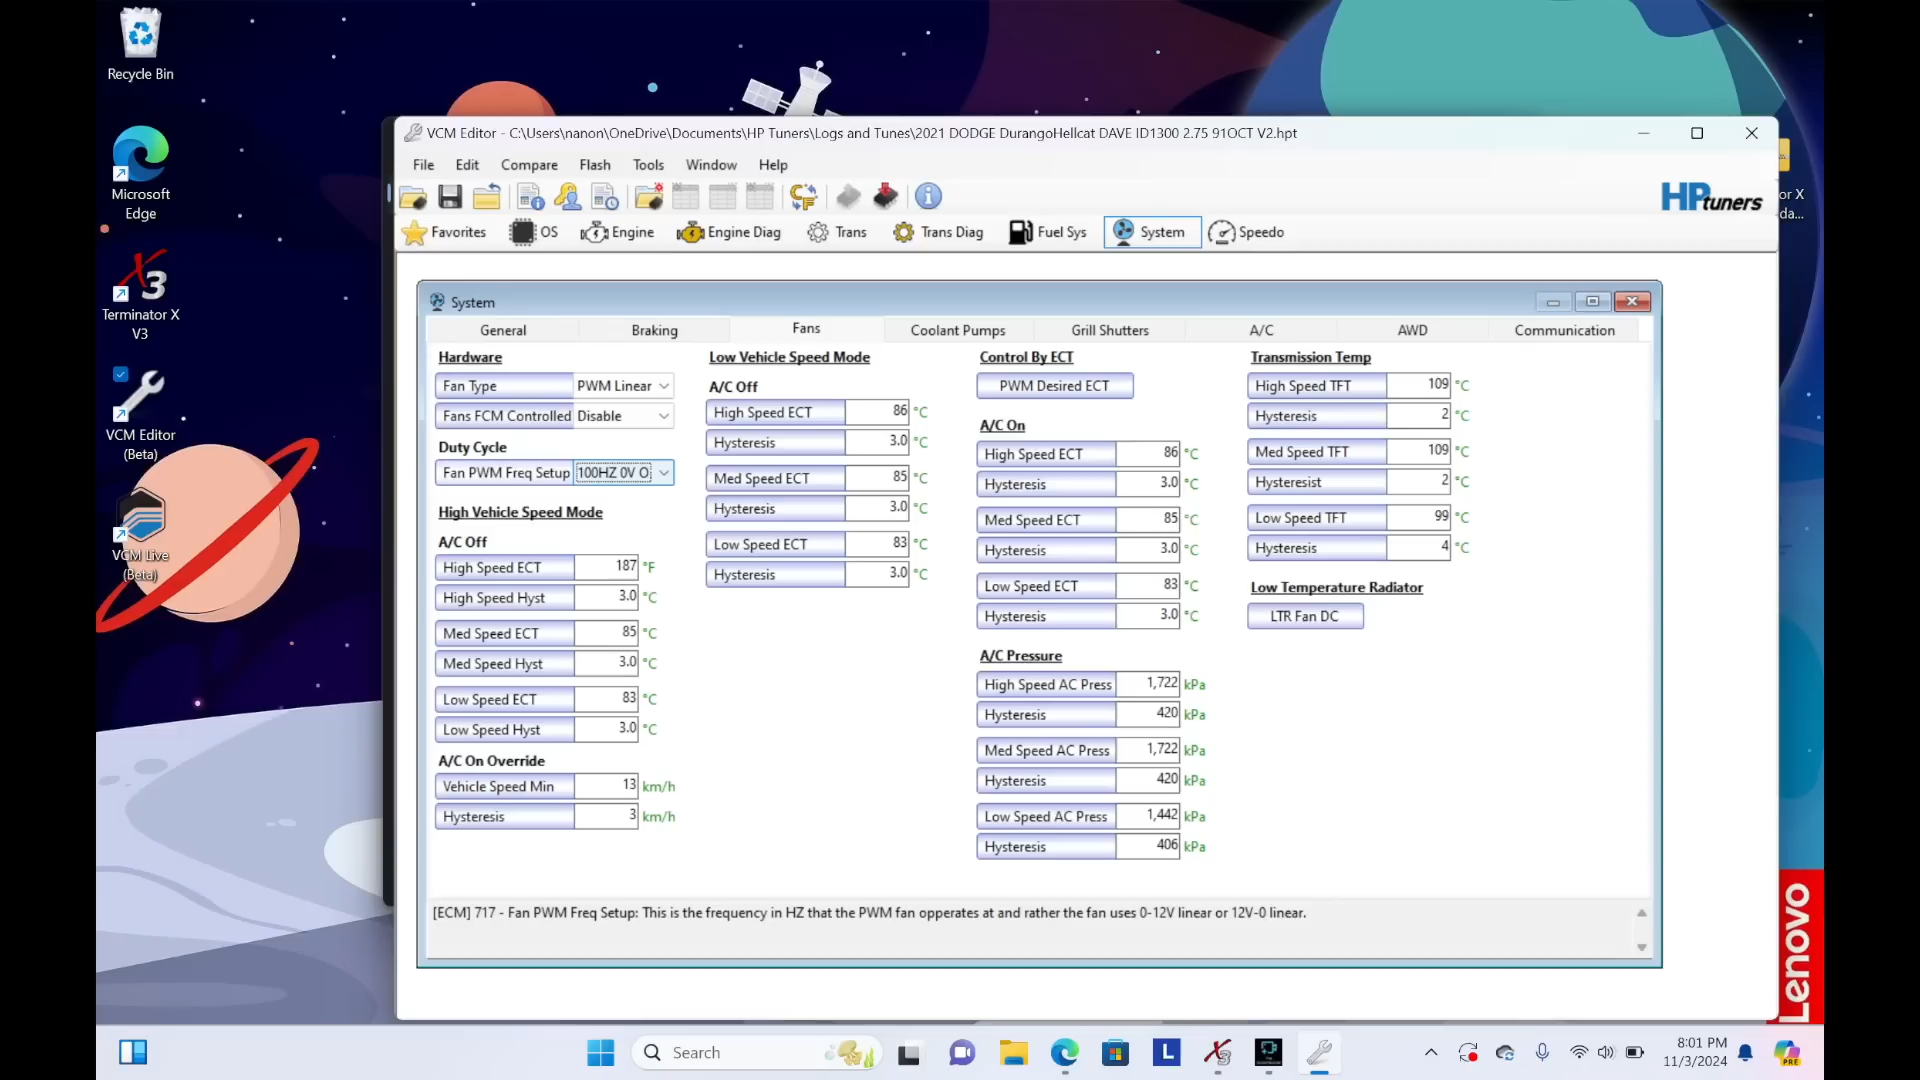 Recycle Bin
Microsoft
Edge
Terminator X
V3
VCM Editor
(Beta)
VCM Live
(Beta)
VCM Editor - C:\Users\nanon\OneDrive\Documents\HP Tuners\Logs and Tunes\2021 DODGE DurangoHellcat DAVE ID1300 2.75 91OCT V2.hpt
File Edit Compare Flash Tools Window Help
HPtuners
Favorites OS Engine Engine Diag Trans Trans Diag Fuel Sys System Speedo
System
General Braking Fans Coolant Pumps Grill Shutters A/C AWD Communication
Hardware
Fan Type PWM Linear
Fans FCM Controlled Disable
Duty Cycle
Fan PWM Freq Setup 100HZ 0V O
High Vehicle Speed Mode
A/C Off
High Speed ECT 187 °F
High Speed Hyst 3.0 °C
Med Speed ECT 85 °C
Med Speed Hyst 3.0 °C
Low Speed ECT 83 °C
Low Speed Hyst 3.0 °C
A/C On Override
Vehicle Speed Min 13 km/h
Hysteresis 3 km/h
Low Vehicle Speed Mode
A/C Off
High Speed ECT 86 °C
Hysteresis 3.0 °C
Med Speed ECT 85 °C
Hysteresis 3.0 °C
Low Speed ECT 83 °C
Hysteresis 3.0 °C
Control By ECT
PWM Desired ECT
A/C On
High Speed ECT 86 °C
Hysteresis 3.0 °C
Med Speed ECT 85 °C
Hysteresis 3.0 °C
Low Speed ECT 83 °C
Hysteresis 3.0 °C
A/C Pressure
High Speed AC Press 1,722 kPa
Hysteresis 420 kPa
Med Speed AC Press 1,722 kPa
Hysteresis 420 kPa
Low Speed AC Press 1,442 kPa
Hysteresis 406 kPa
Transmission Temp
High Speed TFT 109 °C
Hysteresis 2 °C
Med Speed TFT 109 °C
Hysteresist 2 °C
Low Speed TFT 99 °C
Hysteresis 4 °C
Low Temperature Radiator
LTR Fan DC
[ECM] 717 - Fan PWM Freq Setup: This is the frequency in HZ that the PWM fan opperates at and rather the fan uses 0-12V linear or 12V-0 linear.
or X
da...
Lenovo
Search
8:01 PM
11/3/2024
PRE